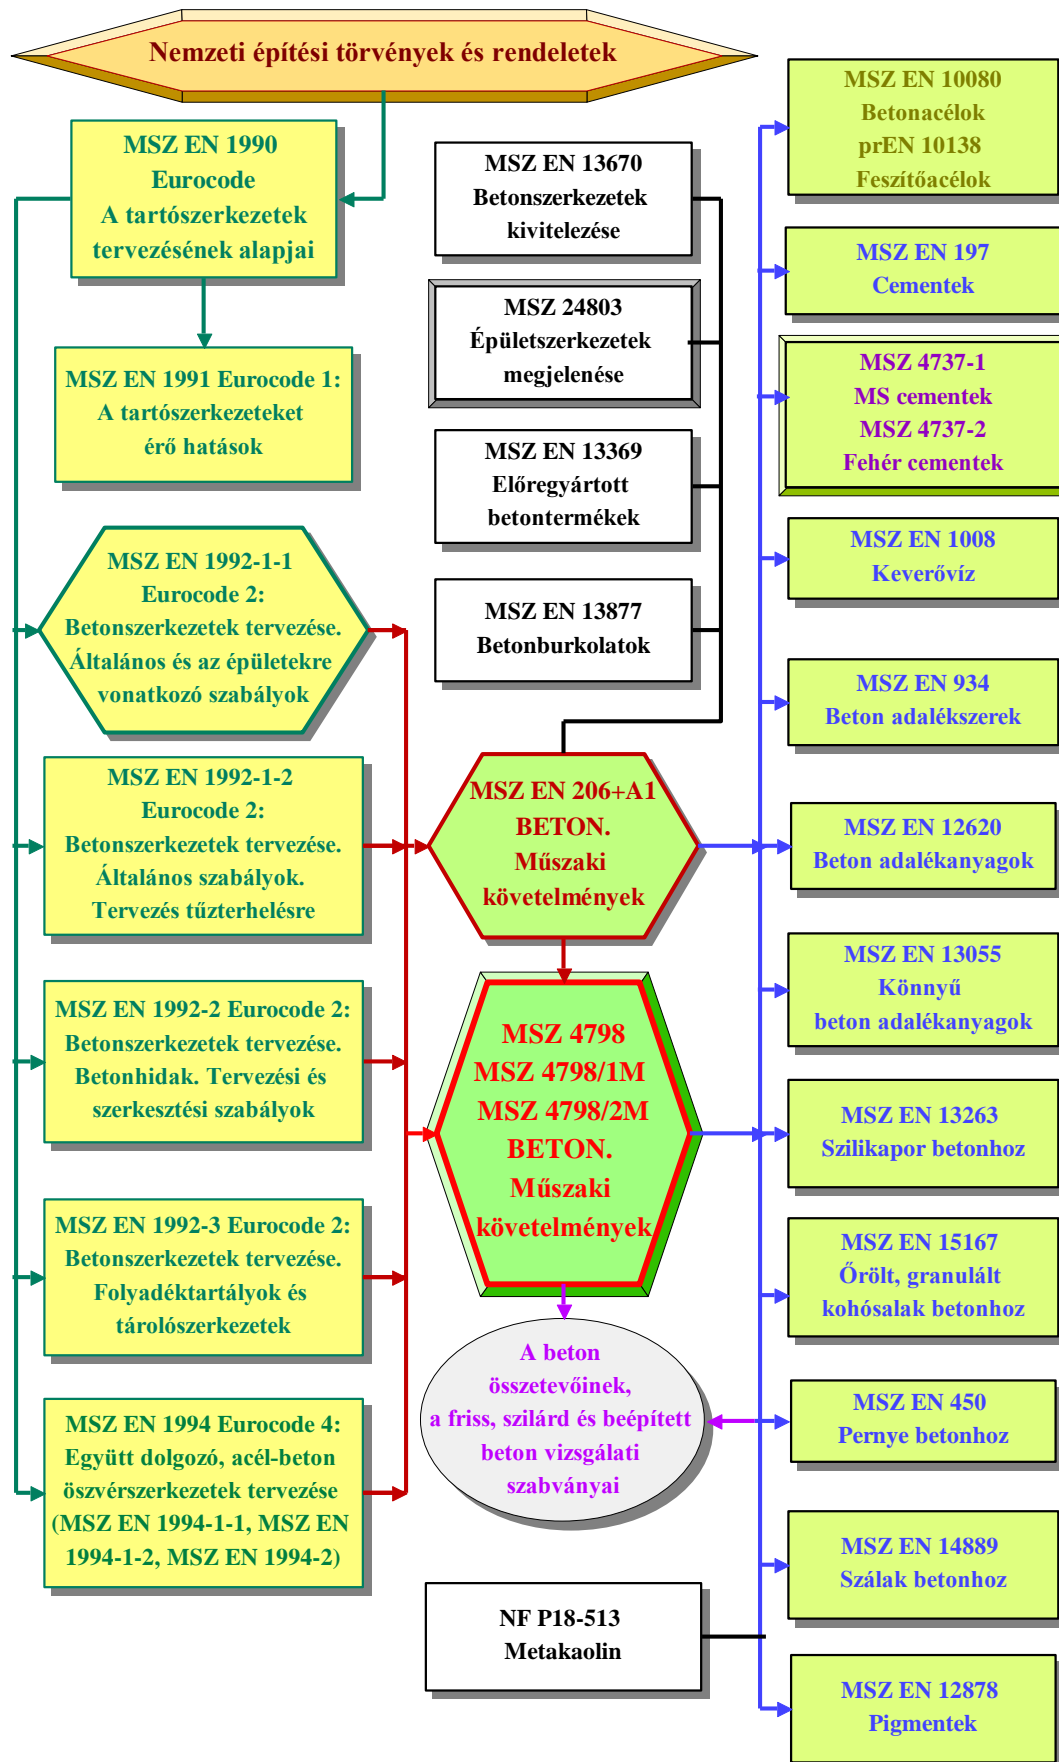 Nemzeti építési törvények és rendeletek
MSZ EN 1990
Eurocode
A tartószerkezetek
tervezésének alapjai
MSZ EN 1991 Eurocode 1:
A tartószerkezeteket
érő hatások
MSZ EN 1992-1-1
Eurocode 2:
Betonszerkezetek tervezése.
Általános és az épületekre
vonatkozó szabályok
MSZ EN 1992-1-2
Eurocode 2:
Betonszerkezetek tervezése.
Általános szabályok.
Tervezés tűzterhelésre
MSZ EN 1992-2 Eurocode 2:
Betonszerkezetek tervezése.
Betonhidak. Tervezési és
szerkesztési szabályok
MSZ EN 1992-3 Eurocode 2:
Betonszerkezetek tervezése.
Folyadéktartályok és
tárolószerkezetek
MSZ EN 1994 Eurocode 4:
Együtt dolgozó, acél-beton
öszvérszerkezetek tervezése
(MSZ EN 1994-1-1, MSZ EN
1994-1-2, MSZ EN 1994-2)
MSZ EN 13670
Betonszerkezetek
kivitelezése
MSZ 24803
Épületszerkezetek
megjelenése
MSZ EN 13369
Előregyártott
betontermékek
MSZ EN 13877
Betonburkolatok
MSZ EN 206+A1
BETON.
Műszaki
követelmények
MSZ 4798
MSZ 4798/1M
MSZ 4798/2M
BETON.
Műszaki
követelmények
A beton
összetevőinek,
a friss, szilárd és beépített
beton vizsgálati
szabványai
NF P18-513
Metakaolin
MSZ EN 10080
Betonacélok
prEN 10138
Feszítőacélok
MSZ EN 197
Cementek
MSZ 4737-1
MS cementek
MSZ 4737-2
Fehér cementek
MSZ EN 1008
Keverővíz
MSZ EN 934
Beton adalékszerek
MSZ EN 12620
Beton adalékanyagok
MSZ EN 13055
Könnyű
beton adalékanyagok
MSZ EN 13263
Szilikapor betonhoz
MSZ EN 15167
Őrölt, granulált
kohósalak betonhoz
MSZ EN 450
Pernye betonhoz
MSZ EN 14889
Szálak betonhoz
MSZ EN 12878
Pigmentek